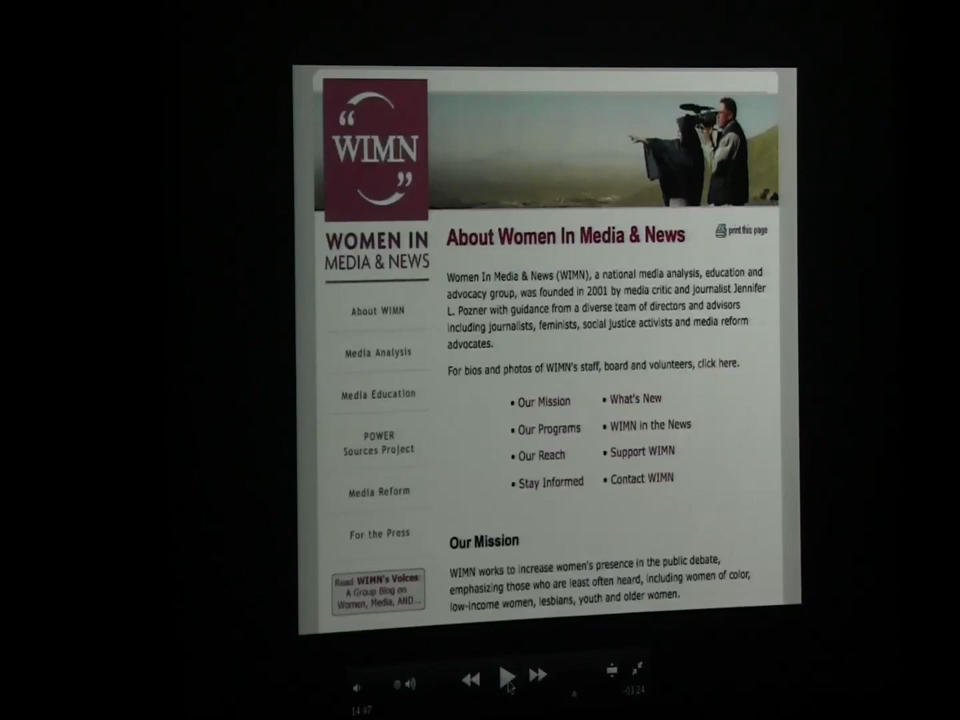 WIMN
WOMEN IN
MEDIA & NEWS
About WIMN
Media Analysis
Media Education
POWER
Sources Project
Media Reform
For the Press
Read WIMN's Voices:
A Group Blog on
Women, Media, AND...
About Women In Media & News
print this page
Women In Media & News (WIMN), a national media analysis, education and
advocacy group, was founded in 2001 by media critic and journalist Jennifer
L. Pozner with guidance from a diverse team of directors and advisors
including journalists, feminists, social justice activists and media reform
advocates.
For bios and photos of WIMN's staff, board and volunteers, click here.
• Our Mission
• Our Programs
• Our Reach
• Stay Informed
• What's New
• WIMN in the News
• Support WIMN
• Contact WIMN
Our Mission
WIMN works to increase women's presence in the public debate,
emphasizing those who are least often heard, including women of color,
low-income women, lesbians, youth and older women.